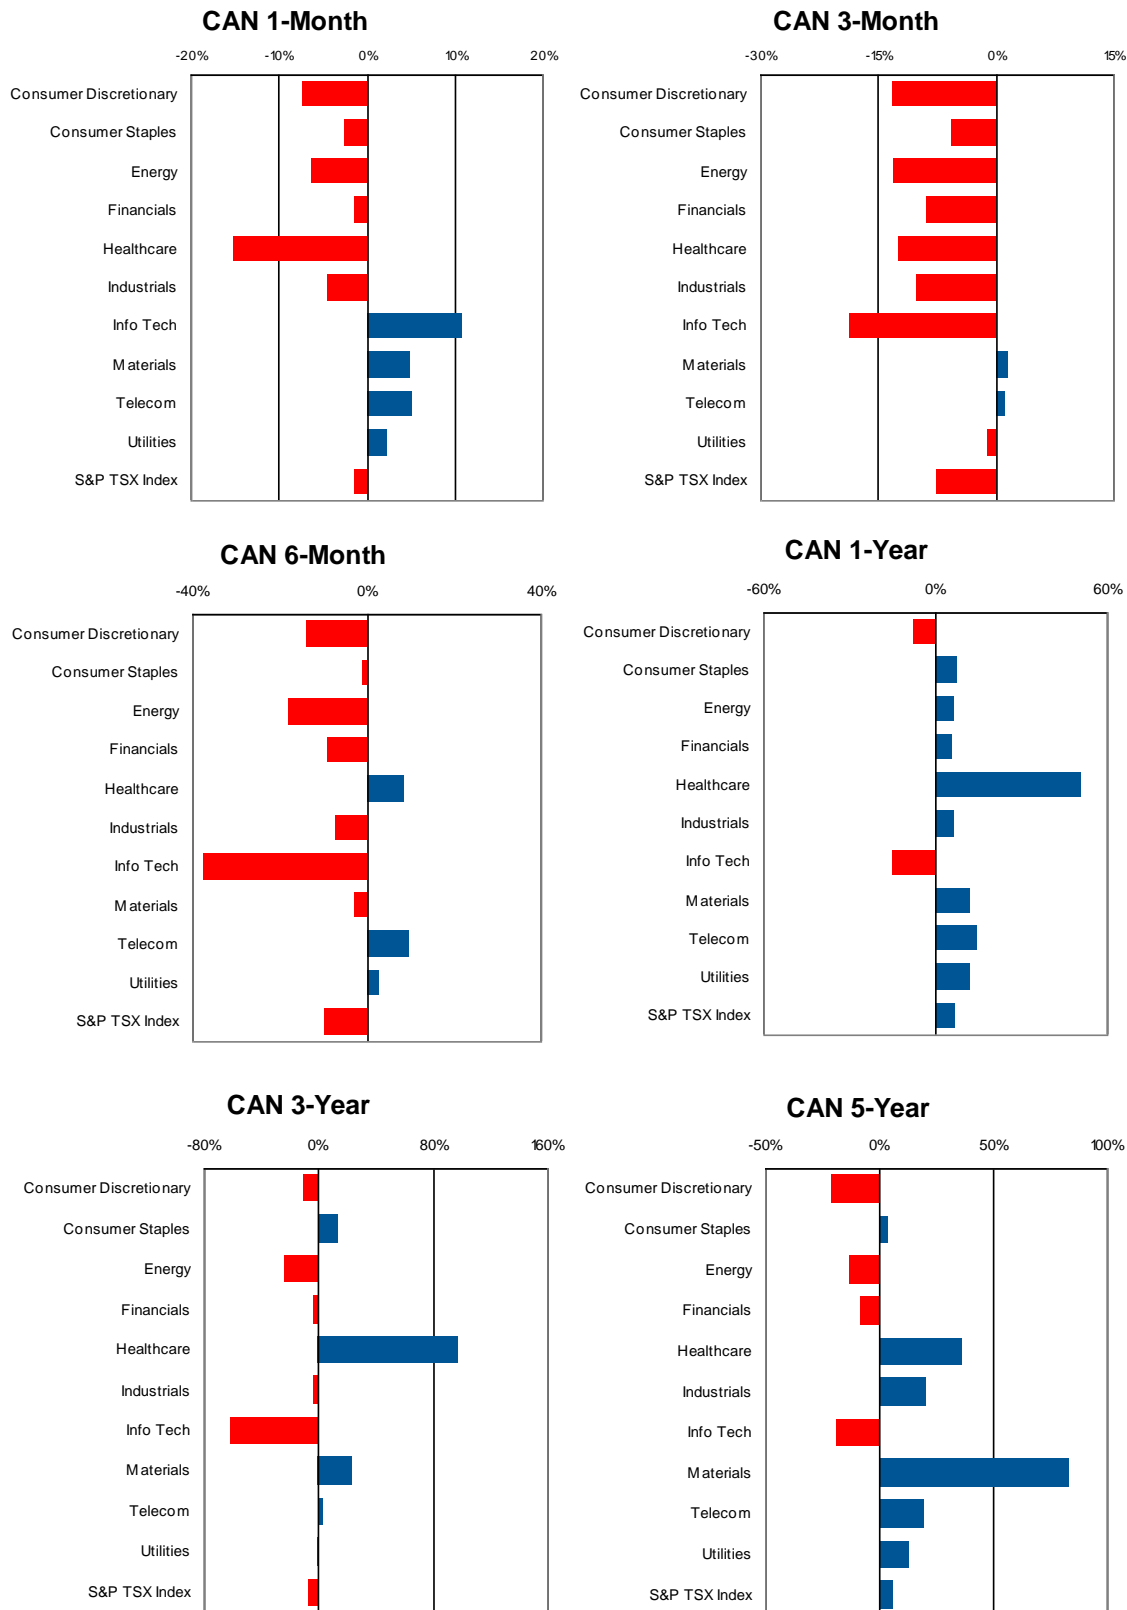 CAN 1-Month
-20% -10% 0% 10% 20%
Consumer Discretionary
Consumer Staples
Energy
Financials
Healthcare
Industrials
Info Tech
Materials
Telecom
Utilities
S&P TSX Index
CAN 3-Month
-30% -15% 0% 15%
Consumer Discretionary
Consumer Staples
Energy
Financials
Healthcare
Industrials
Info Tech
Materials
Telecom
Utilities
S&P TSX Index
CAN 6-Month
-40% 0% 40%
Consumer Discretionary
Consumer Staples
Energy
Financials
Healthcare
Industrials
Info Tech
Materials
Telecom
Utilities
S&P TSX Index
CAN 1-Year
-60% 0% 60%
Consumer Discretionary
Consumer Staples
Energy
Financials
Healthcare
Industrials
Info Tech
Materials
Telecom
Utilities
S&P TSX Index
CAN 3-Year
-80% 0% 80% 160%
Consumer Discretionary
Consumer Staples
Energy
Financials
Healthcare
Industrials
Info Tech
Materials
Telecom
Utilities
S&P TSX Index
CAN 5-Year
-50% 0% 50% 100%
Consumer Discretionary
Consumer Staples
Energy
Financials
Healthcare
Industrials
Info Tech
Materials
Telecom
Utilities
S&P TSX Index